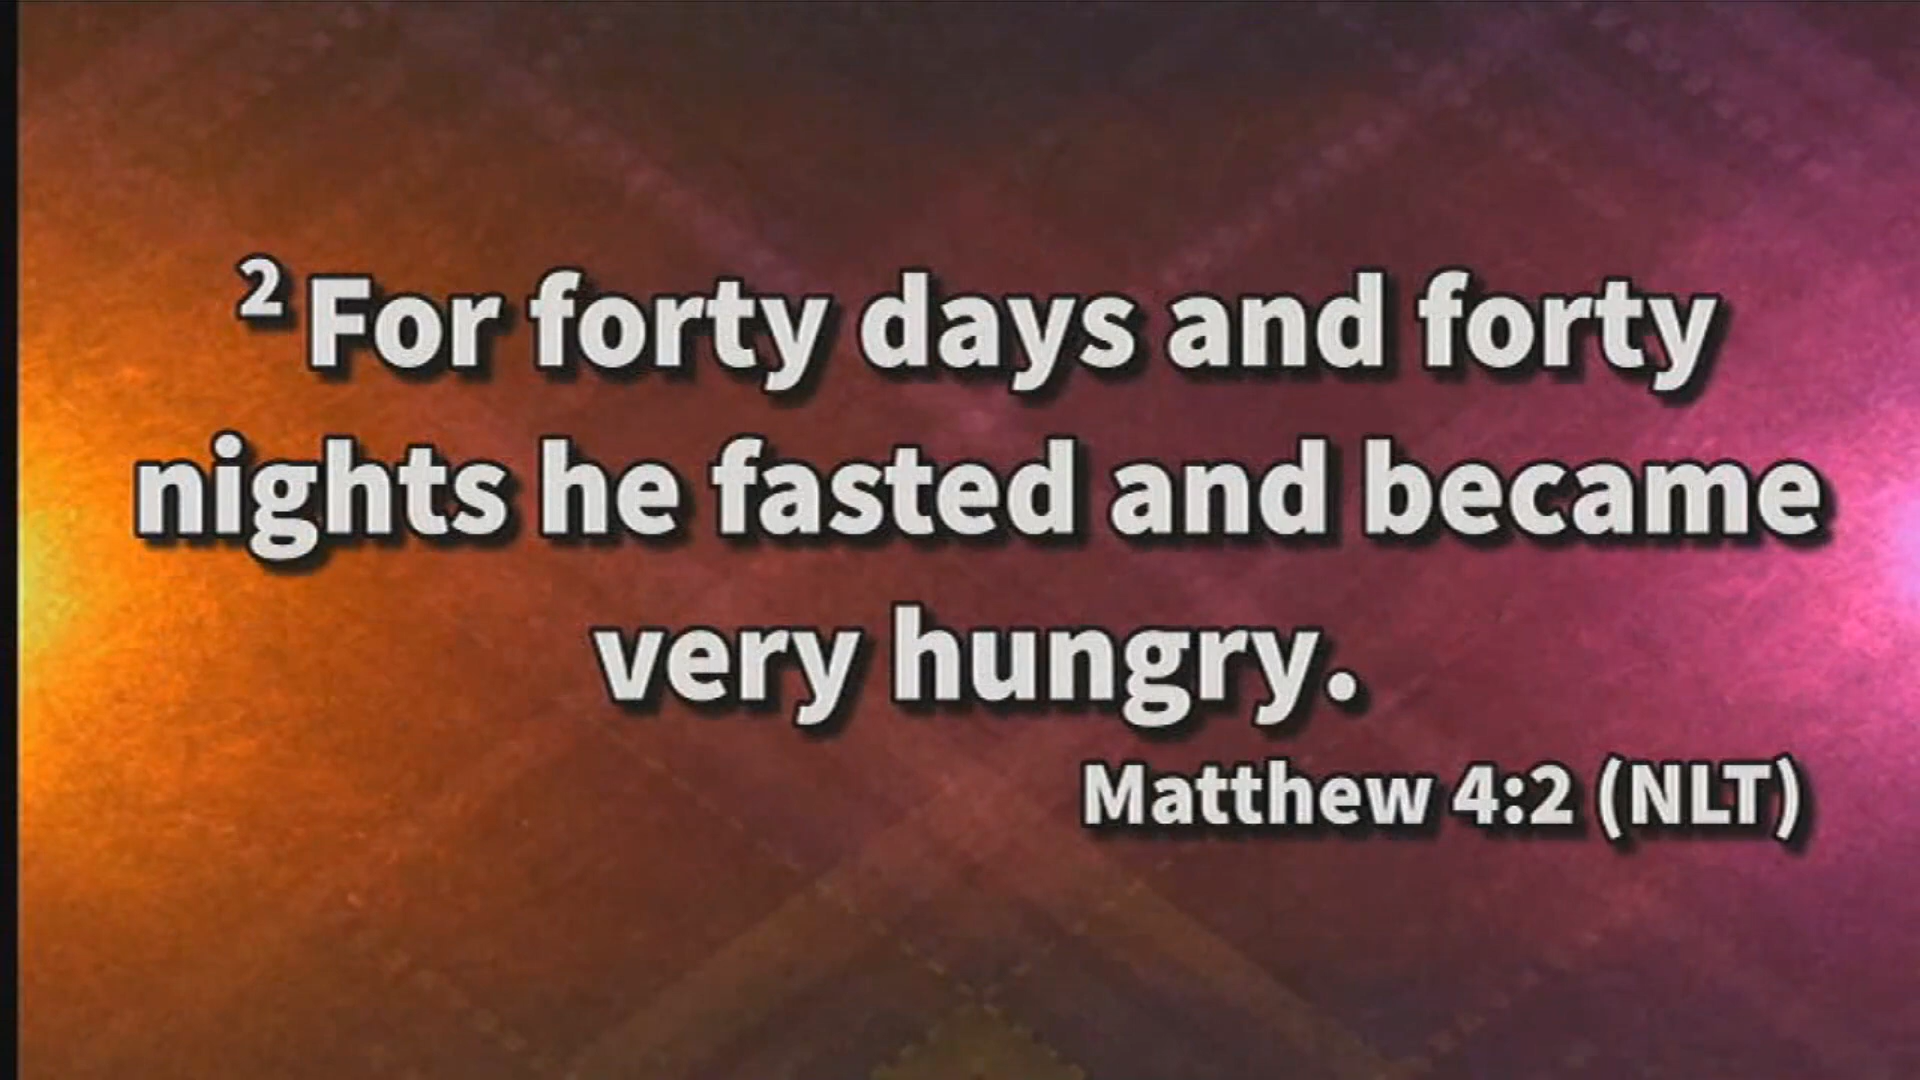 ² For forty days and forty
nights he fasted and became
very hungry.
Matthew 4:2 (NLT)